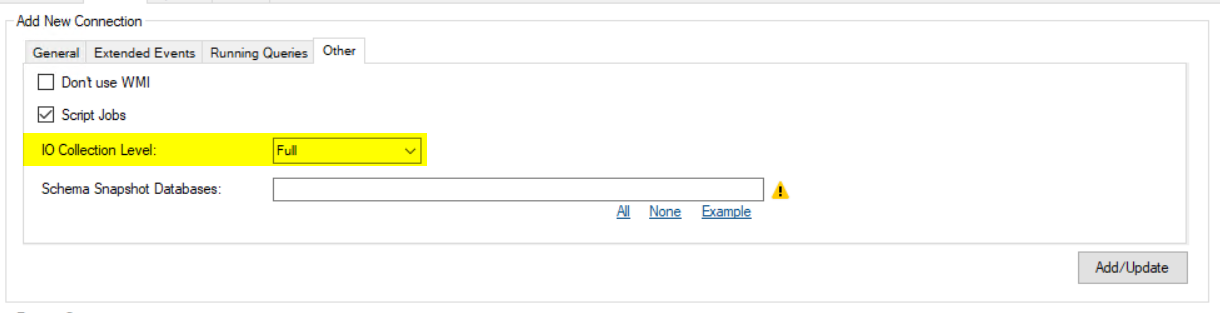 Add New Connection
General Extended Events Running Queries Other
Don't use WMI
Script Jobs
IO Collection Level: Full
Schema Snapshot Databases:
All None Example
Add/Update